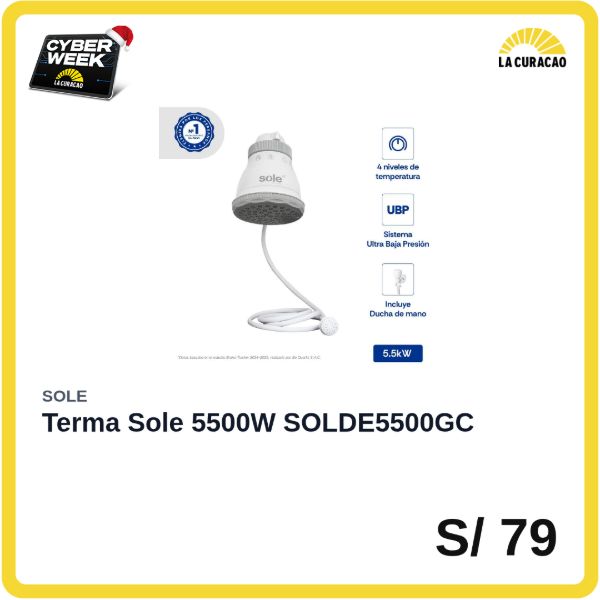 CYBER
WEEK
LA CURACAO
LA CURACAO
Nº1
sole
4 niveles de
temperatura
UBP
Sistema
Ultra Baja Presión
Incluye
Ducha de mano
5.5kW
SOLE
Terma Sole 5500W SOLDE5500GC
S/ 79